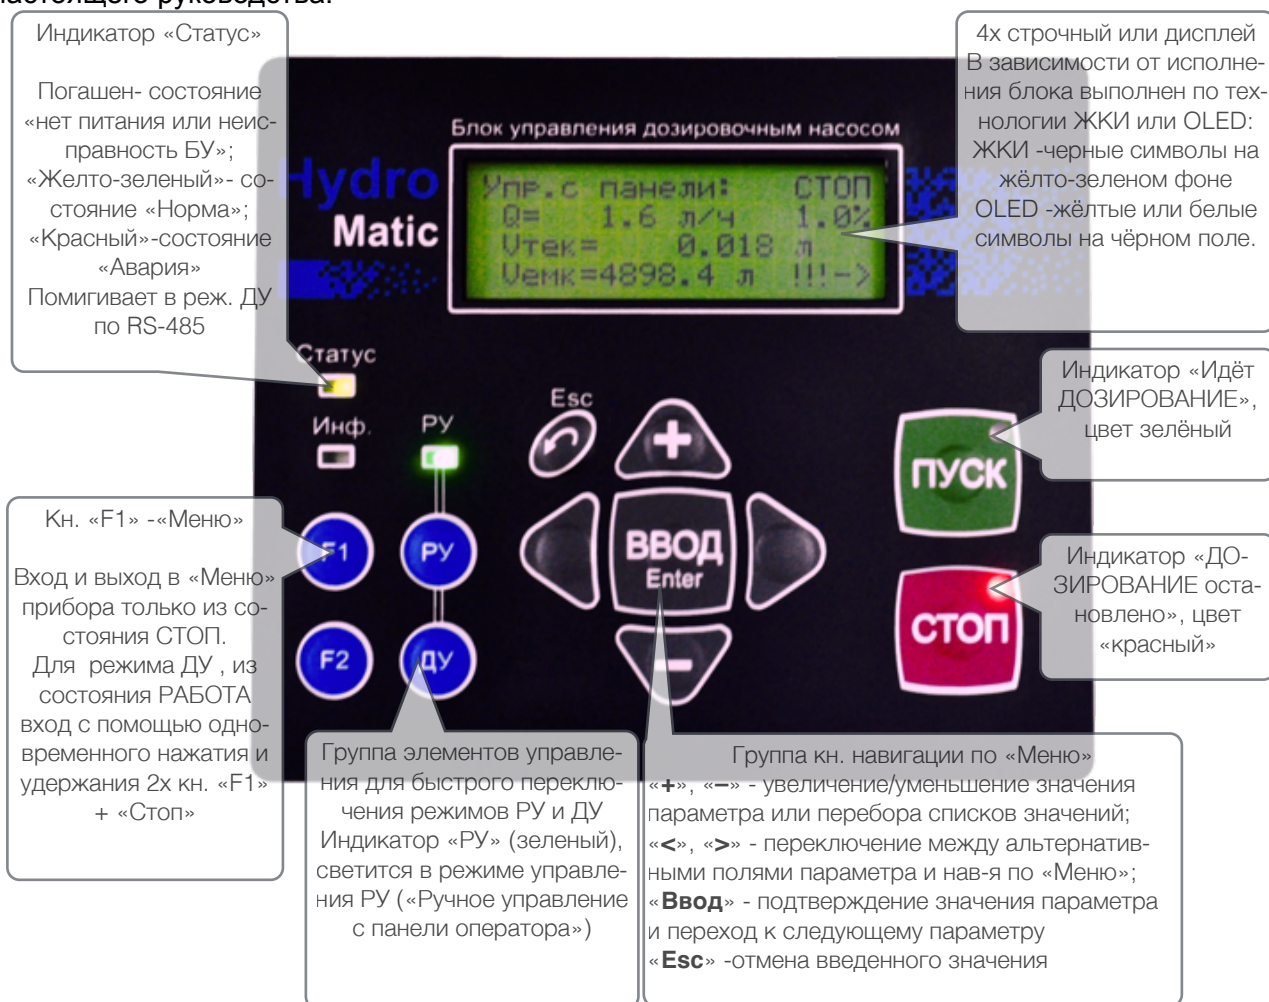 настоящего руководства.
Индикатор «Статус»
Погашен- состояние
«нет питания или неис-
правность БУ»;
«Желто-зеленый»- со-
стояние «Норма»;
«Красный»-состояние
«Авария»
Помигивает в реж. ДУ
по RS-485
4х строчный или дисплей
В зависимости от исполне-
ния блока выполнен по тех-
нологии ЖКИ или OLED:
ЖКИ -черные символы на
жёлто-зеленом фоне
OLED -жёлтые или белые
символы на чёрном поле.
Блок управления дозировочным насосом
Hydro
Matic
Упр.с панели: СТОП
Q= 1.6 л/ч 1.0%
Vтек= 0.018 л
Vемк=4898.4 л !!!->
Статус
Инф.
РУ
Esc
+
ВВОД
Enter
−
F1
РУ
F2
ДУ
ПУСК
СТОП
Индикатор «Идёт
ДОЗИРОВАНИЕ»,
цвет зелёный
Индикатор «ДО-
ЗИРОВАНИЕ оста-
новлено», цвет
«красный»
Кн. «F1» -«Меню»
Вход и выход в «Меню»
прибора только из со-
стояния СТОП.
Для режима ДУ , из
состояния РАБОТА
вход с помощью одно-
временного нажатия и
удержания 2х кн. «F1»
+ «Стоп»
Группа элементов управле-
ния для быстрого переклю-
чения режимов РУ и ДУ
Индикатор «РУ» (зеленый),
светится в режиме управле-
ния РУ («Ручное управление
с панели оператора»)
Группа кн. навигации по «Меню»
«+», «−» - увеличение/уменьшение значения
параметра или перебора списков значений;
«<», «>» - переключение между альтернатив-
ными полями параметра и нав-я по «Меню»;
«Ввод» - подтверждение значения параметра
и переход к следующему параметру
«Esc» -отмена введенного значения